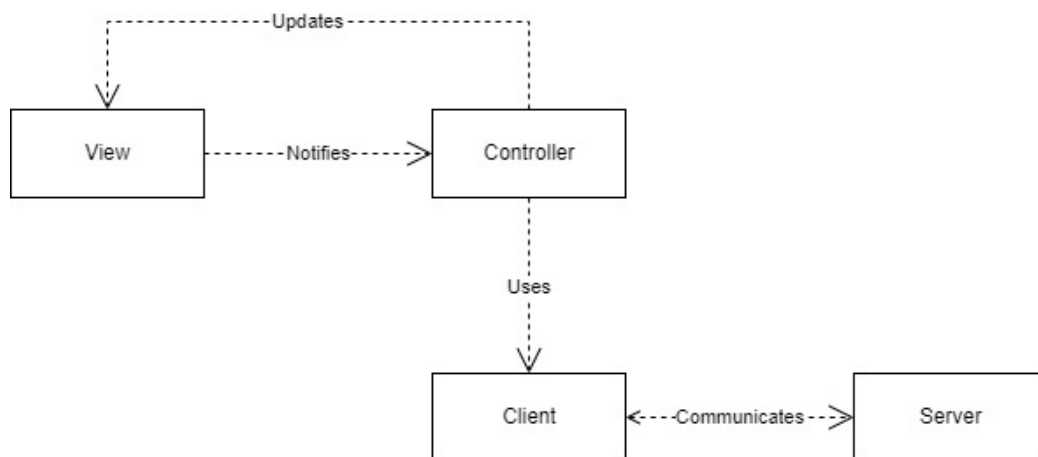 Updates
View
Notifies
Controller
Uses
Client
Communicates
Server